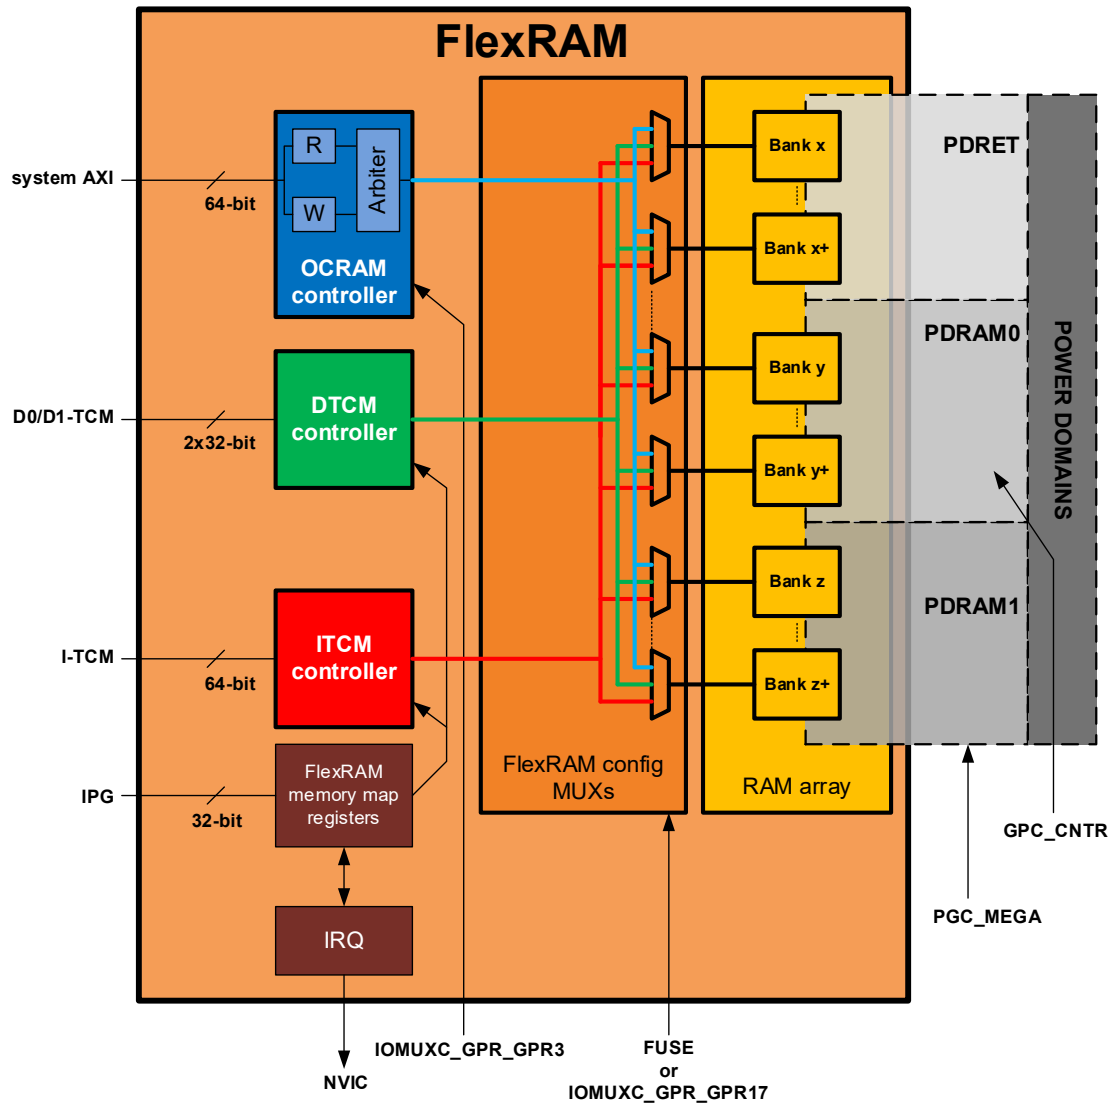 FlexRAM
system AXI
64-bit
R
W
Arbiter
OCRAM
controller
D0/D1-TCM
2x32-bit
DTCM
controller
I-TCM
64-bit
ITCM
controller
IPG
32-bit
FlexRAM
memory map
registers
IRQ
NVIC
IOMUXC_GPR_GPR3
FlexRAM config
MUXs
FUSE
or
IOMUXC_GPR_GPR17
Bank x
Bank x+
Bank y
Bank y+
Bank z
Bank z+
RAM array
PDRET
PDRAM0
PDRAM1
POWER DOMAINS
GPC_CNTR
PGC_MEGA